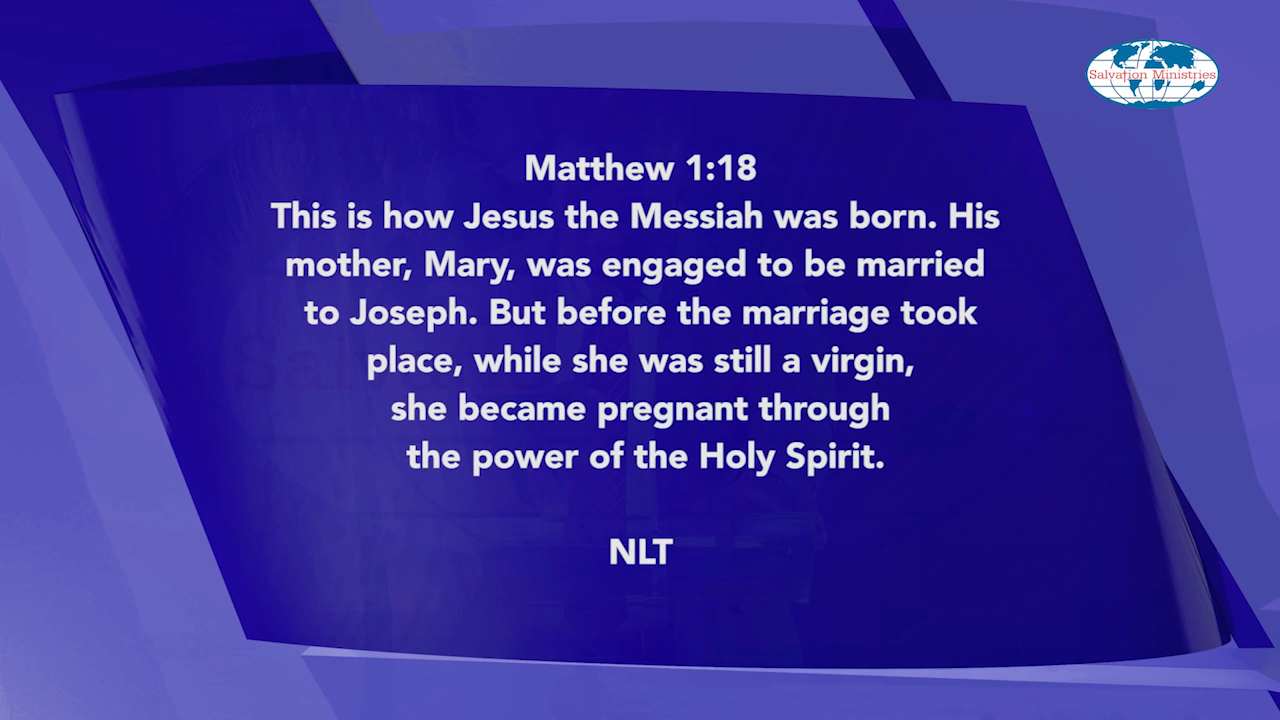 Salvation Ministries
Matthew 1:18
This is how Jesus the Messiah was born. His
mother, Mary, was engaged to be married
to Joseph. But before the marriage took
place, while she was still a virgin,
she became pregnant through
the power of the Holy Spirit.
NLT